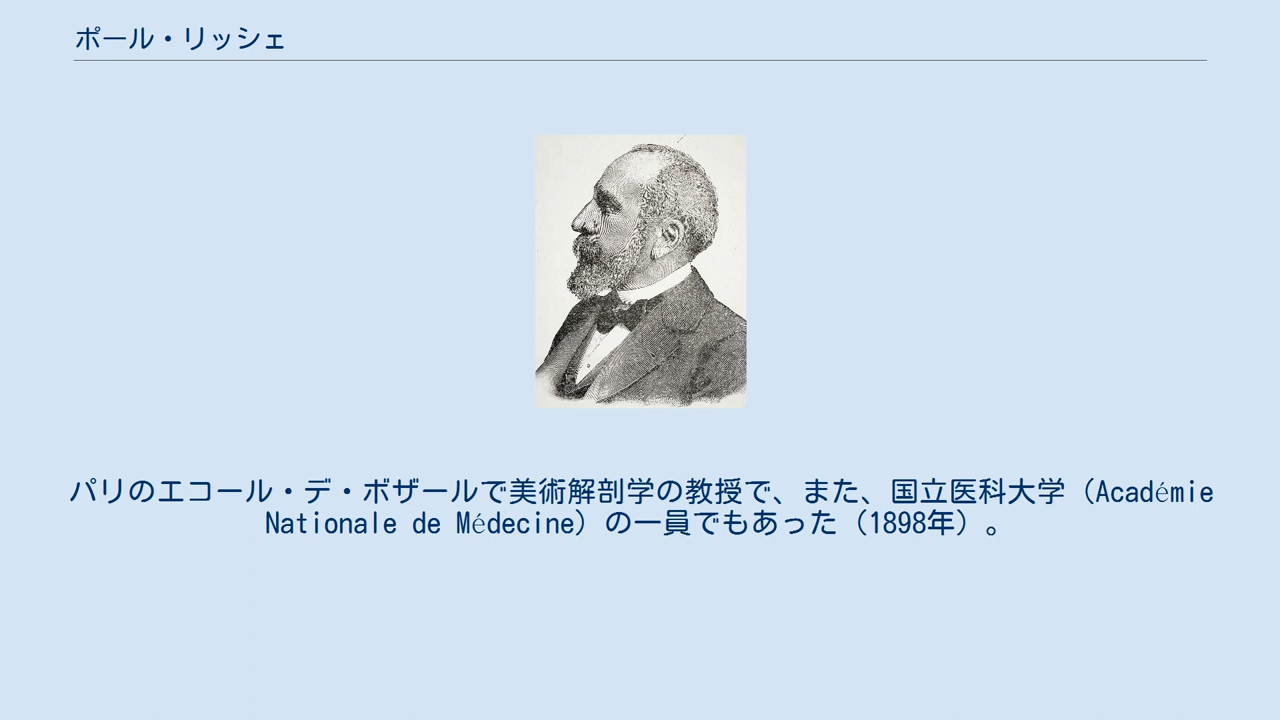 ポール・リッシェ
パリのエコール・デ・ボザールで美術解剖学の教授で、また、国立医科大学（Académie
Nationale de Médecine）の一員でもあった（1898年）。